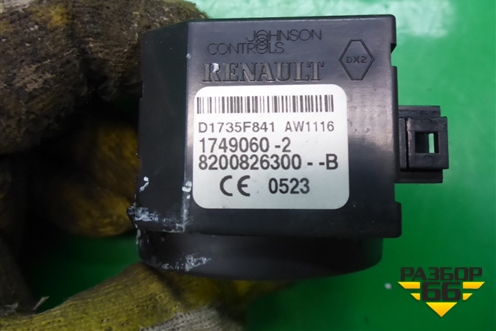 JOHNSON
CONTROLS
RENAULT
DX2
D1735F841 AW1116
1749060-2
8200826300--B
CE 0523
РАЗБОР
66